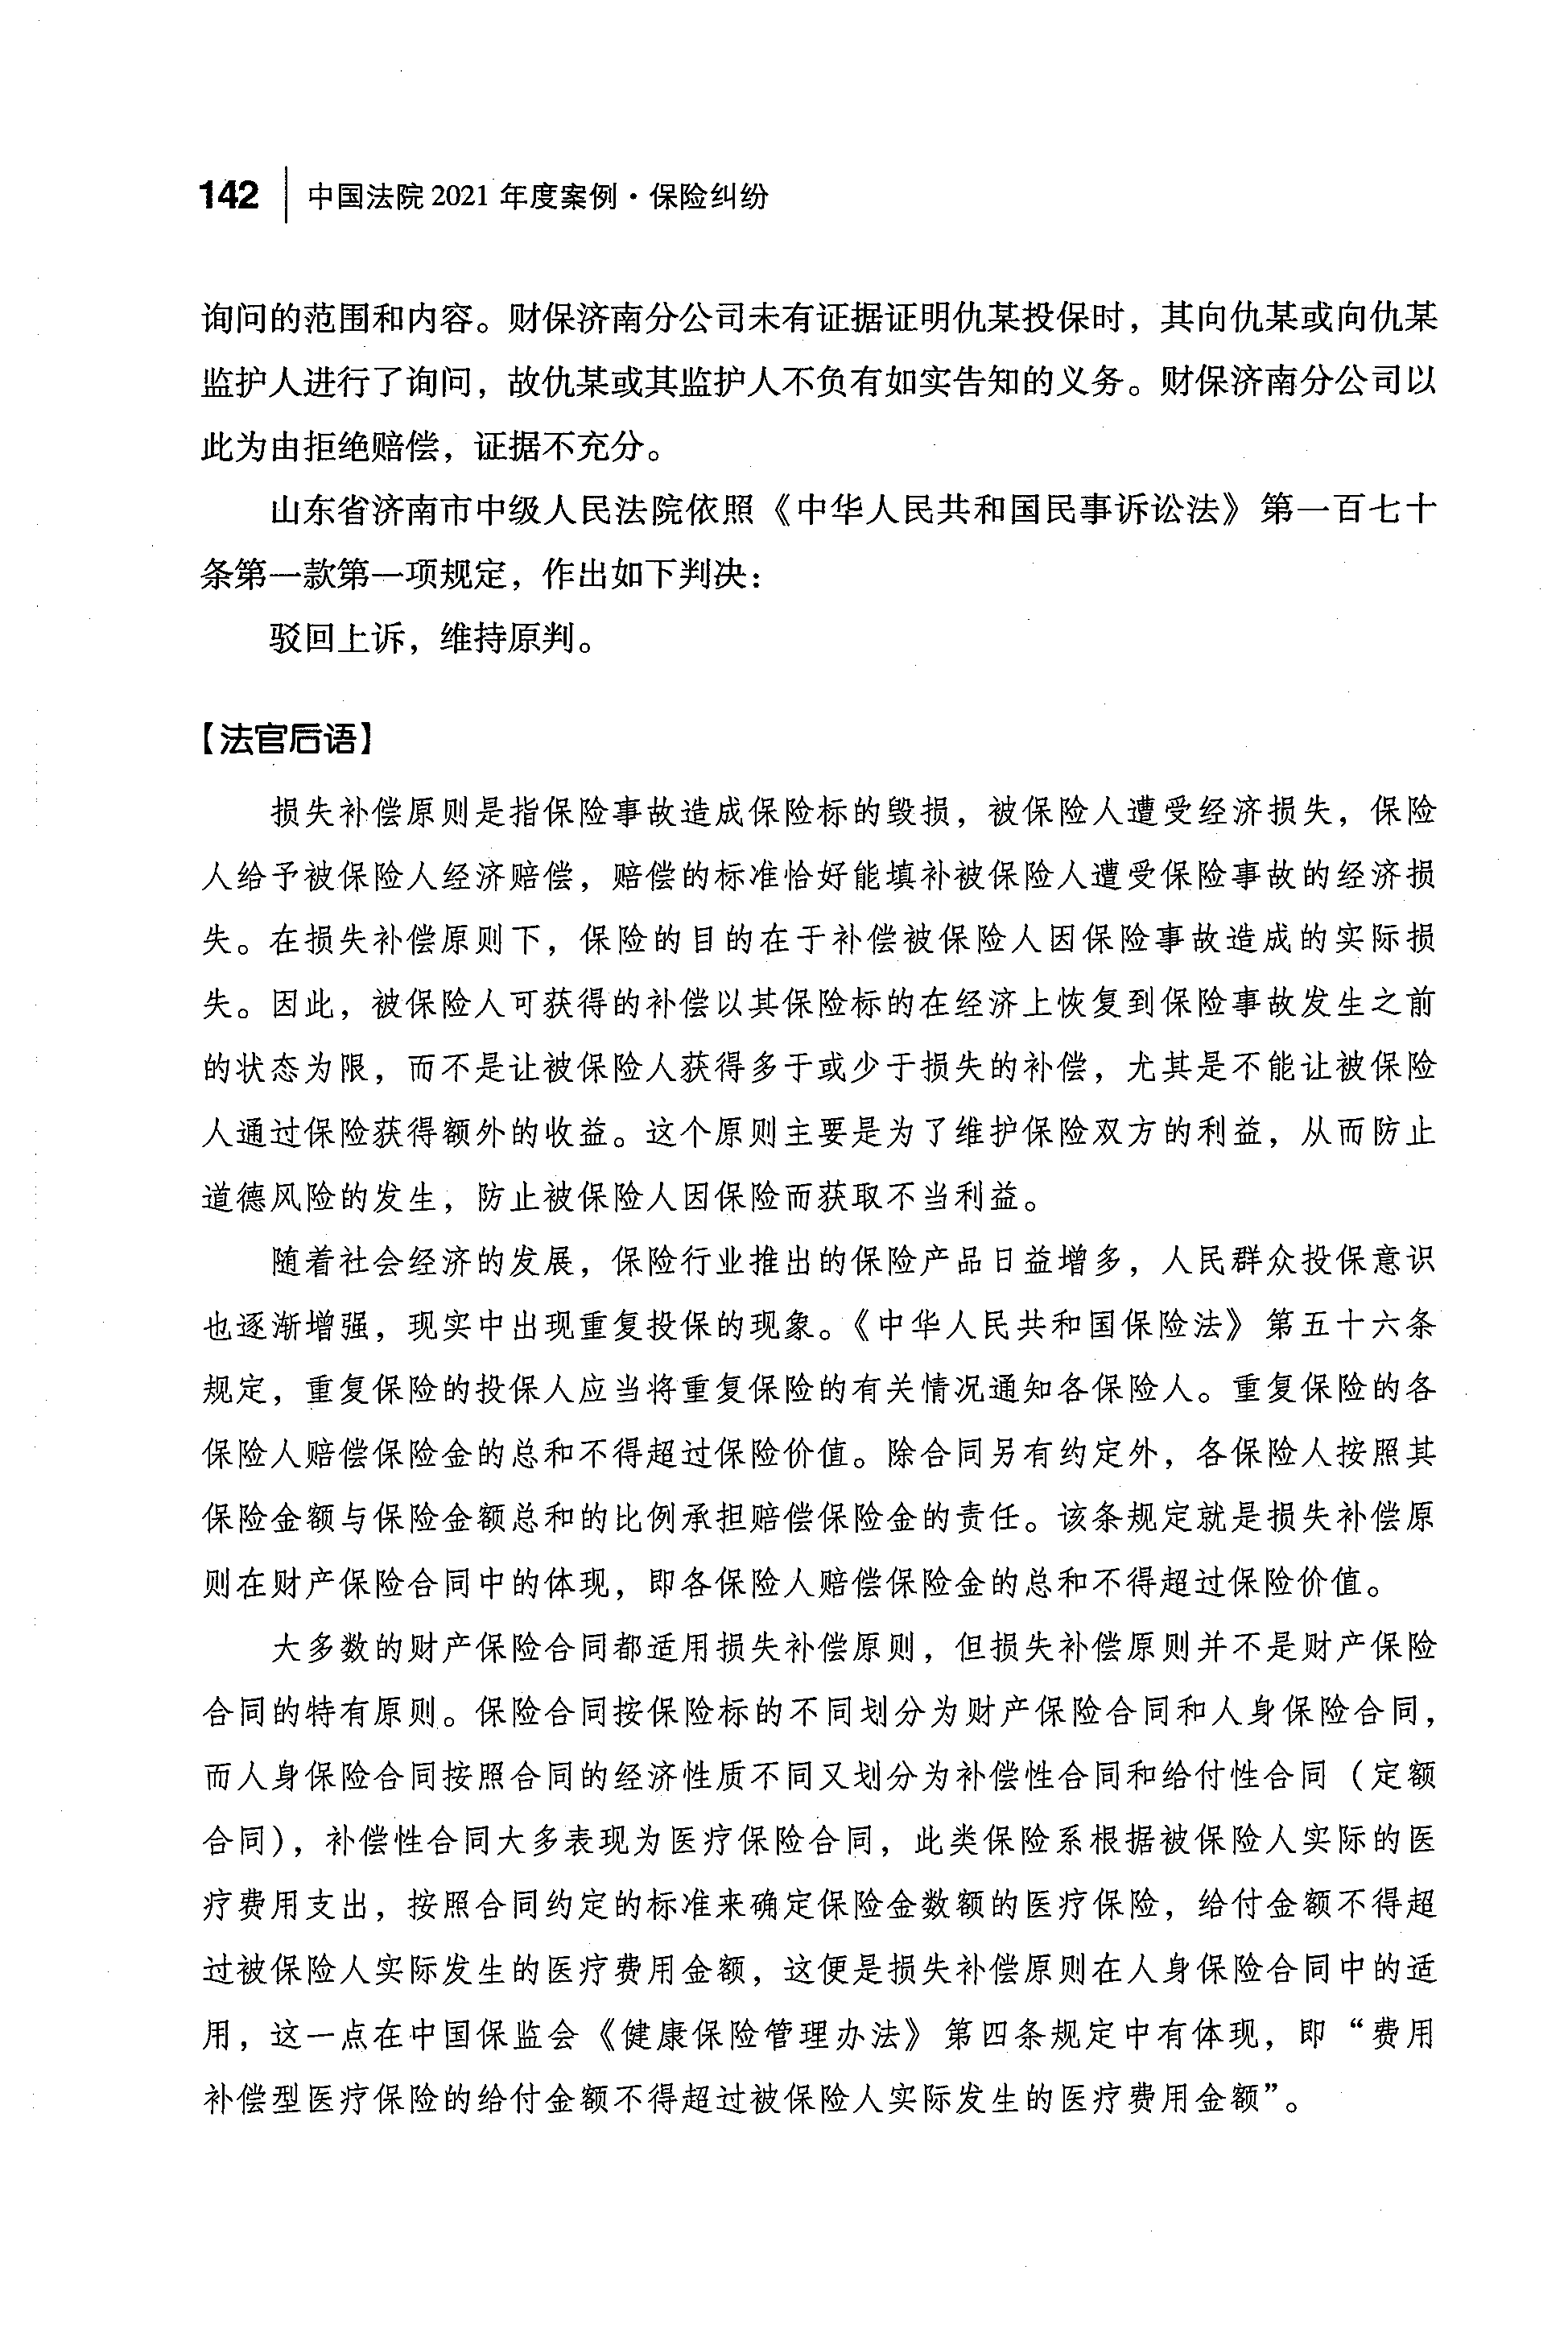 142 中国法院2021年度案例·保险纠纷
询问的范围和内容。财保济南分公司未有证据证明仇某投保时，其向仇某或向仇某
监护人进行了询问，故仇某或其监护人不负有如实告知的义务。财保济南分公司以
此为由拒绝赔偿，证据不充分。
山东省济南市中级人民法院依照《中华人民共和国民事诉讼法》第一百七十
条第一款第一项规定，作出如下判决：
驳回上诉，维持原判。
【法官后语】
损失补偿原则是指保险事故造成保险标的毁损，被保险人遭受经济损失，保险
人给予被保险人经济赔偿，赔偿的标准恰好能填补被保险人遭受保险事故的经济损
失。在损失补偿原则下，保险的目的在于补偿被保险人因保险事故造成的实际损
失。因此，被保险人可获得的补偿以其保险标的在经济上恢复到保险事故发生之前
的状态为限，而不是让被保险人获得多于或少于损失的补偿，尤其是不能让被保险
人通过保险获得额外的收益。这个原则主要是为了维护保险双方的利益，从而防止
道德风险的发生，防止被保险人因保险而获取不当利益。
随着社会经济的发展，保险行业推出的保险产品日益增多，人民群众投保意识
也逐渐增强，现实中出现重复投保的现象。《中华人民共和国保险法》第五十六条
规定，重复保险的投保人应当将重复保险的有关情况通知各保险人。重复保险的各
保险人赔偿保险金的总和不得超过保险价值。除合同另有约定外，各保险人按照其
保险金额与保险金额总和的比例承担赔偿保险金的责任。该条规定就是损失补偿原
则在财产保险合同中的体现，即各保险人赔偿保险金的总和不得超过保险价值。
大多数的财产保险合同都适用损失补偿原则，但损失补偿原则并不是财产保险
合同的特有原则。保险合同按保险标的不同划分为财产保险合同和人身保险合同，
而人身保险合同按照合同的经济性质不同又划分为补偿性合同和给付性合同（定额
合同），补偿性合同大多表现为医疗保险合同，此类保险系根据被保险人实际的医
疗费用支出，按照合同约定的标准来确定保险金数额的医疗保险，给付金额不得超
过被保险人实际发生的医疗费用金额，这便是损失补偿原则在人身保险合同中的适
用，这一点在中国保监会《健康保险管理办法》第四条规定中有体现，即“费用
补偿型医疗保险的给付金额不得超过被保险人实际发生的医疗费用金额”。